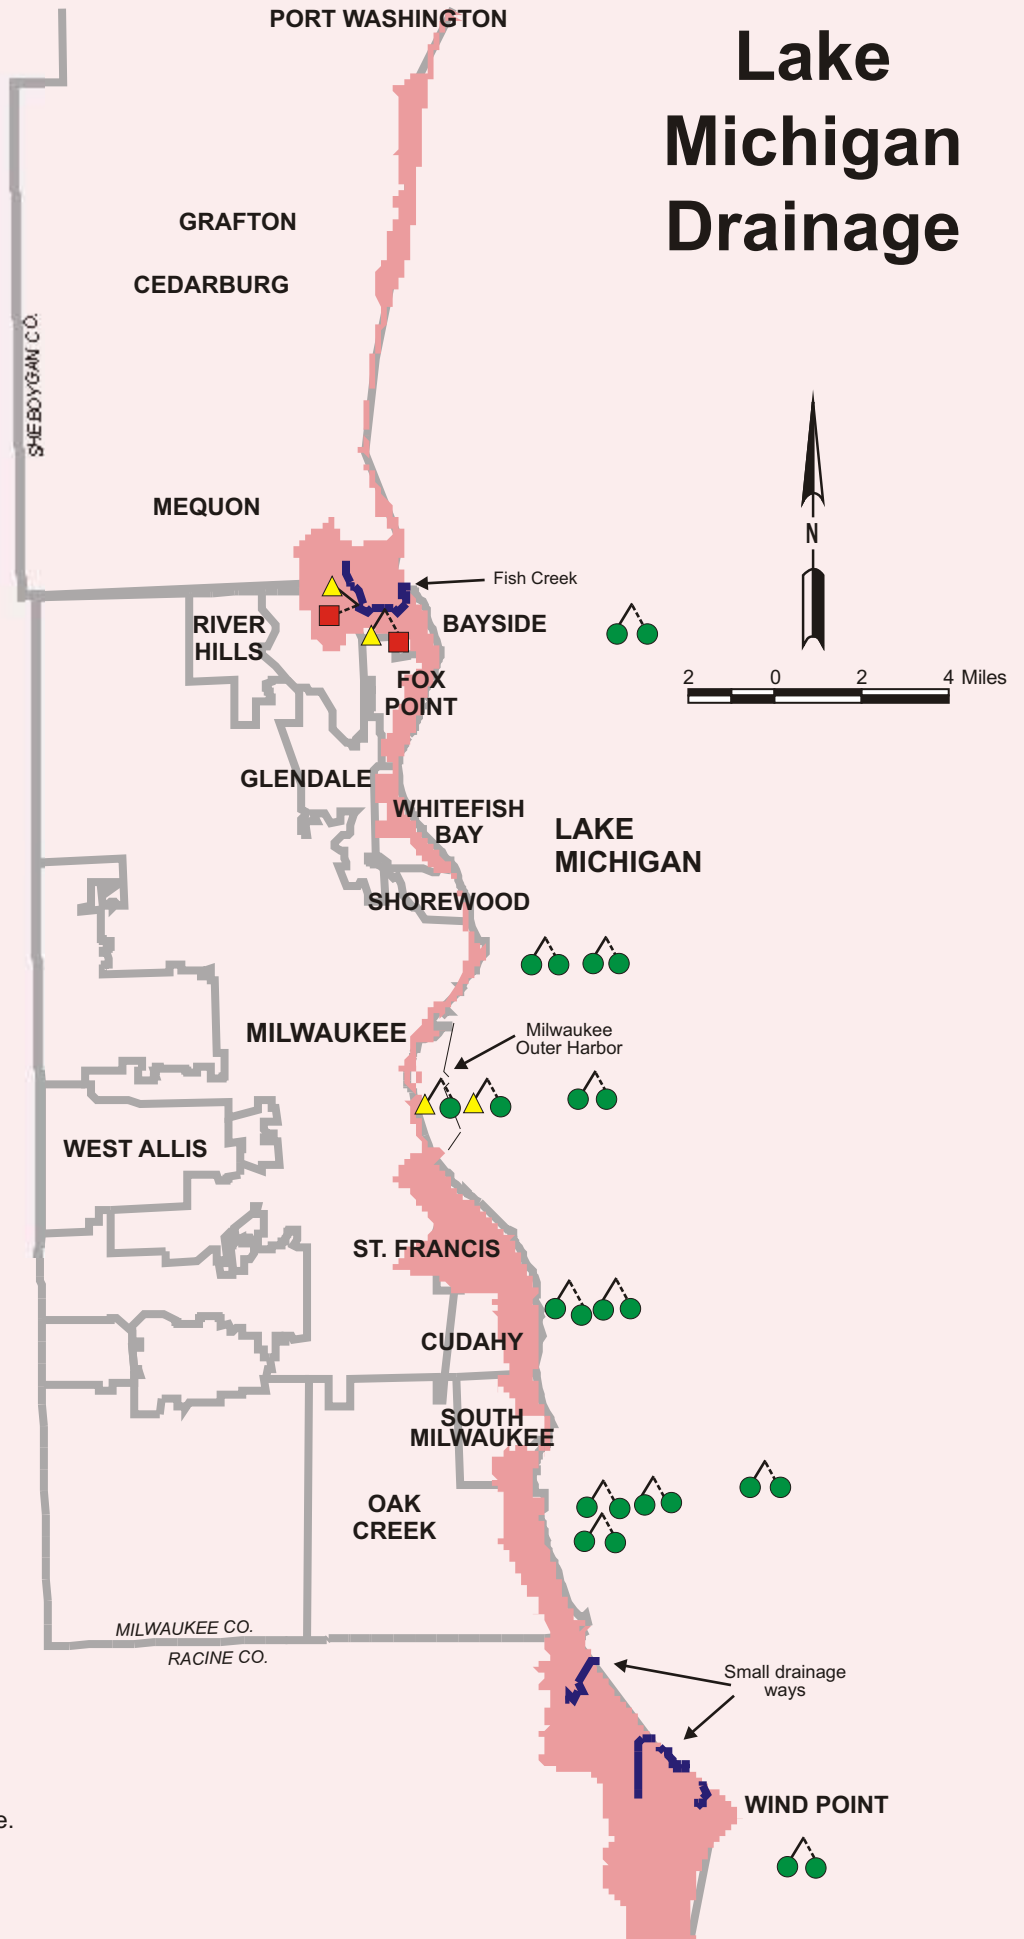 PORT WASHINGTON
Lake
Michigan
Drainage
GRAFTON
CEDARBURG
SHEBOYGAN CO.
MEQUON
N
Fish Creek
RIVER
HILLS
BAYSIDE
2 0 2 4 Miles
FOX
POINT
GLENDALE
WHITEFISH
BAY
LAKE
MICHIGAN
SHOREWOOD
MILWAUKEE
Milwaukee
Outer Harbor
WEST ALLIS
ST. FRANCIS
CUDAHY
SOUTH
MILWAUKEE
OAK
CREEK
MILWAUKEE CO.
RACINE CO.
Small drainage
ways
WIND POINT
e.